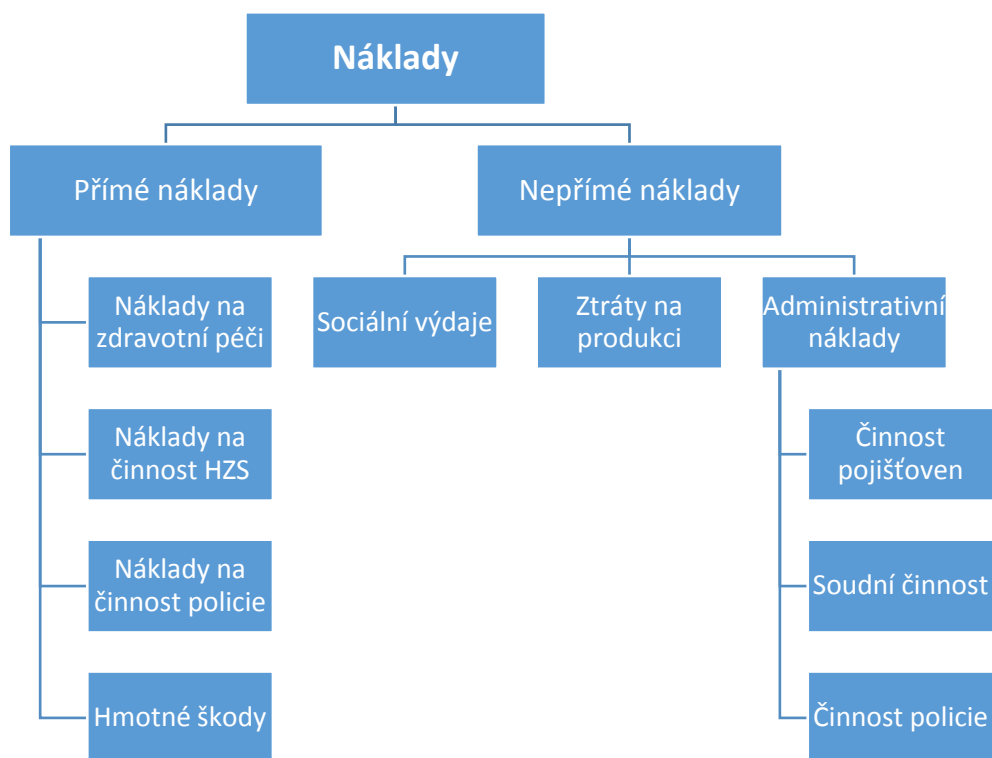 Náklady
Přímé náklady
Nepřímé náklady
Náklady na
zdravotní péči
Náklady na
činnost HZS
Náklady na
činnost policie
Hmotné škody
Sociální výdaje
Ztráty na
produkci
Administrativní
náklady
Činnost
pojišťoven
Soudní činnost
Činnost policie